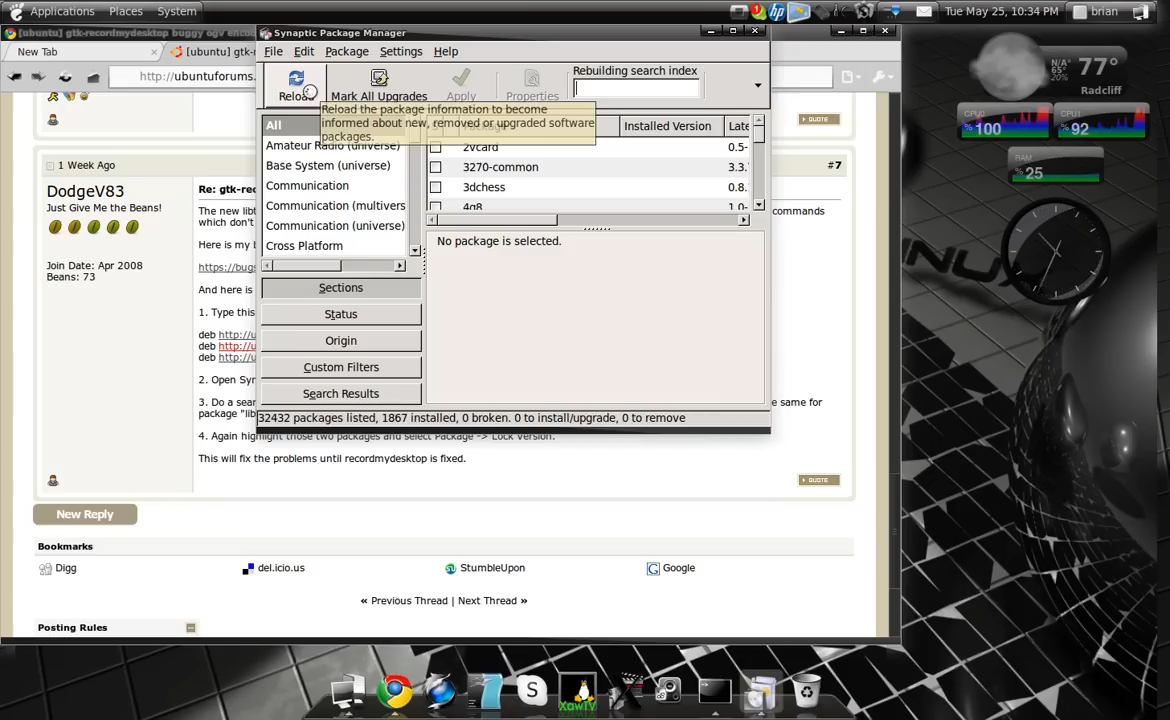 Applications Places System
Tue May 25, 10:34 PM
brian
[ubuntu] gtk-recordmydesktop buggy ogv enco
Synaptic Package Manager
New Tab
[ubuntu] gtk-r
File Edit Package Settings Help
http://ubuntuforums.
Reload
Mark All Upgrades
Apply
Properties
Rebuilding search index
Reload the package information to become
informed about new, removed or upgraded software
packages.
All
Installed Version
Late
Amateur Radio (universe)
Base System (universe)
Communication
Communication (multivers
Communication (universe)
Cross Platform
2vcard
0.5-
3270-common
3.3.
3dchess
0.8.
4g8
1.0-
No package is selected.
Sections
Status
Origin
Custom Filters
Search Results
32432 packages listed, 1867 installed, 0 broken. 0 to install/upgrade, 0 to remove
QUOTE
1 Week Ago
#7
DodgeV83
Just Give Me the Beans!
Join Date: Apr 2008
Beans: 73
Re: gtk-rec
The new libt
commands
which don't
Here is my b
https://bugs
And here is
1. Type this
deb http://u
deb http://u
deb http://u
2. Open Syn
3. Do a sear
same for
package "lib
4. Again highlight those two packages and select Package -> Lock Version.
This will fix the problems until recordmydesktop is fixed.
QUOTE
New Reply
Bookmarks
Digg
del.icio.us
StumbleUpon
Google
« Previous Thread | Next Thread »
Posting Rules
N/A°
65°
20%
77°
Radcliff
CPU0
% 100
CPU1
% 92
RAM
% 25
NUX
XawTV